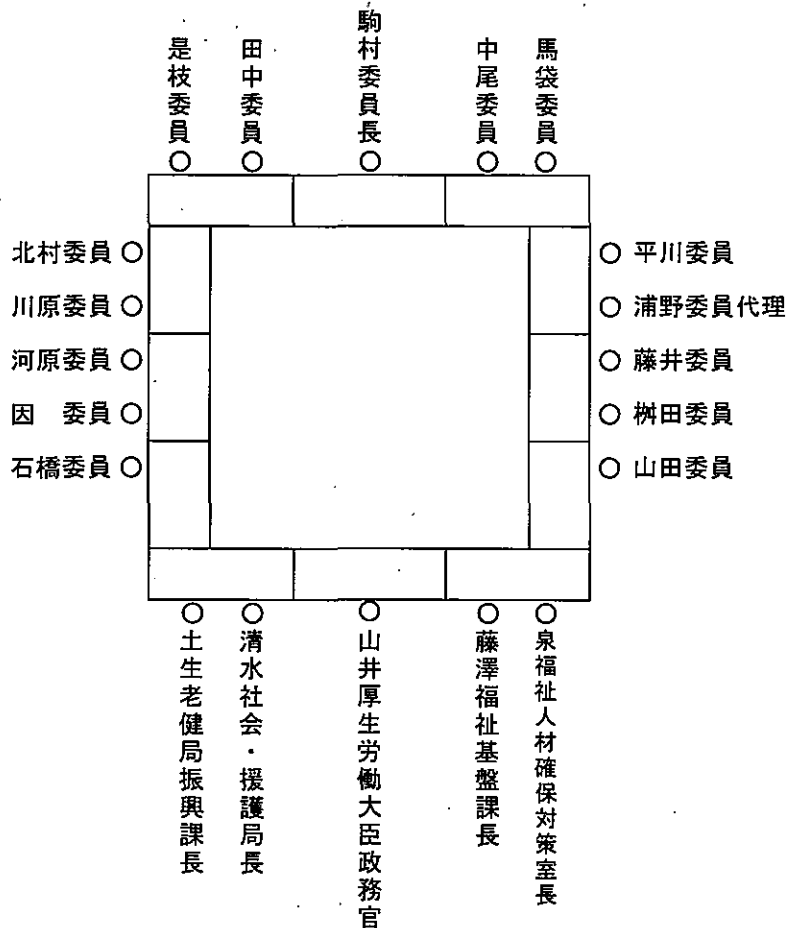 是枝委員
田中委員
駒村委員長
中尾委員
馬袋委員
北村委員
川原委員
河原委員
因　委員
石橋委員
平川委員
浦野委員代理
藤井委員
桝田委員
山田委員
土生老健局振興課長
清水社会・援護局長
山井厚生労働大臣政務官
藤澤福祉基盤課長
泉福祉人材確保対策室長